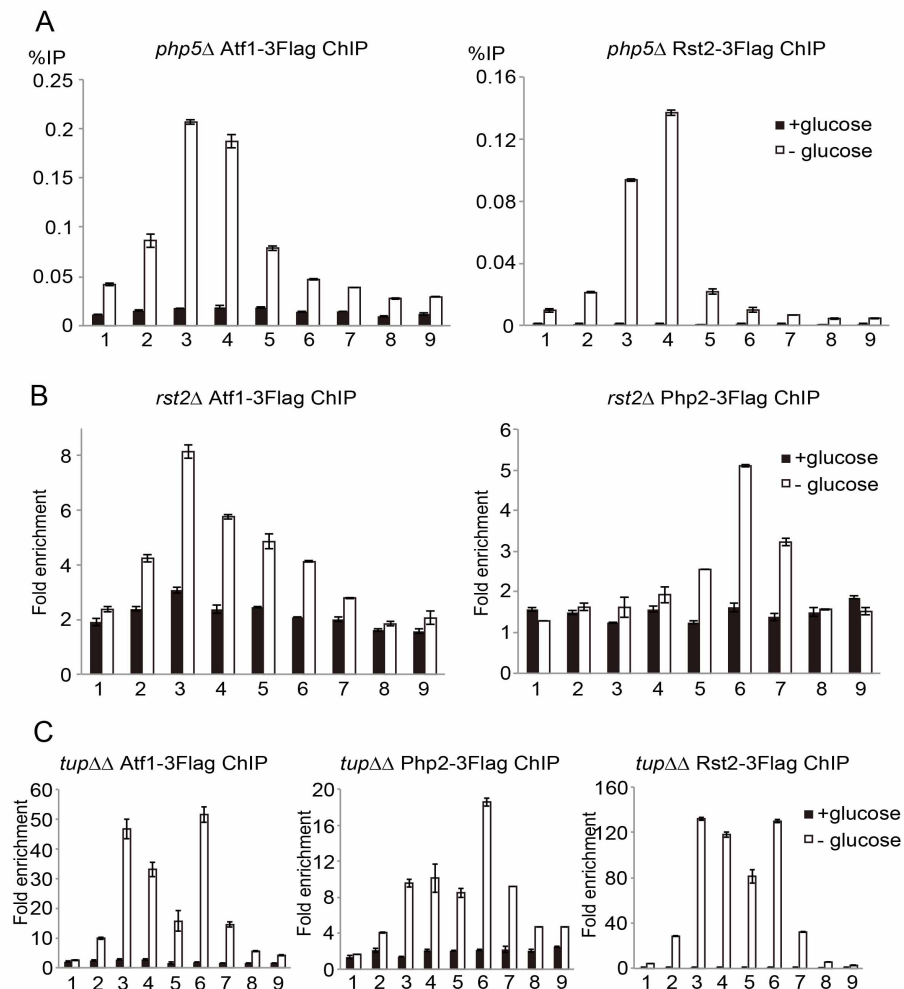 A
php5Δ Atf1-3Flag ChIP
%IP
0.25
0.2
0.15
0.1
0.05
0
1 2 3 4 5 6 7 8 9
php5Δ Rst2-3Flag ChIP
%IP
0.16
0.12
0.08
0.04
0
1 2 3 4 5 6 7 8 9
+glucose
- glucose
B
rst2Δ Atf1-3Flag ChIP
Fold enrichment
8
6
4
2
0
1 2 3 4 5 6 7 8 9
rst2Δ Php2-3Flag ChIP
Fold enrichment
6
5
4
3
2
1
0
1 2 3 4 5 6 7 8 9
+glucose
- glucose
C
tupΔΔ Atf1-3Flag ChIP
Fold enrichment
60
50
40
30
20
10
0
1 2 3 4 5 6 7 8 9
tupΔΔ Php2-3Flag ChIP
Fold enrichment
20
16
12
8
4
0
1 2 3 4 5 6 7 8 9
tupΔΔ Rst2-3Flag ChIP
Fold enrichment
160
120
80
40
0
1 2 3 4 5 6 7 8 9
+glucose
- glucose